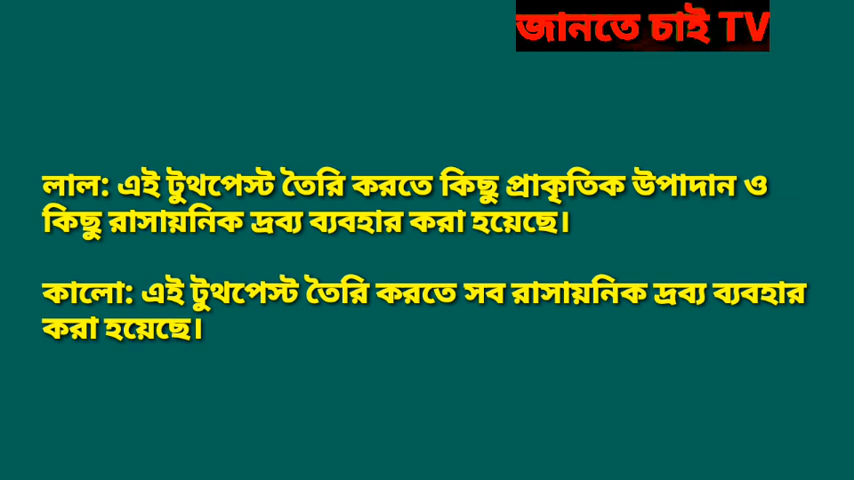 জানতে চাই TV
লাল: এই টুথপেস্ট তৈরি করতে কিছু প্রাকৃতিক উপাদান ও
কিছু রাসায়নিক দ্রব্য ব্যবহার করা হয়েছে।
কালো: এই টুথপেস্ট তৈরি করতে সব রাসায়নিক দ্রব্য ব্যবহার
করা হয়েছে।